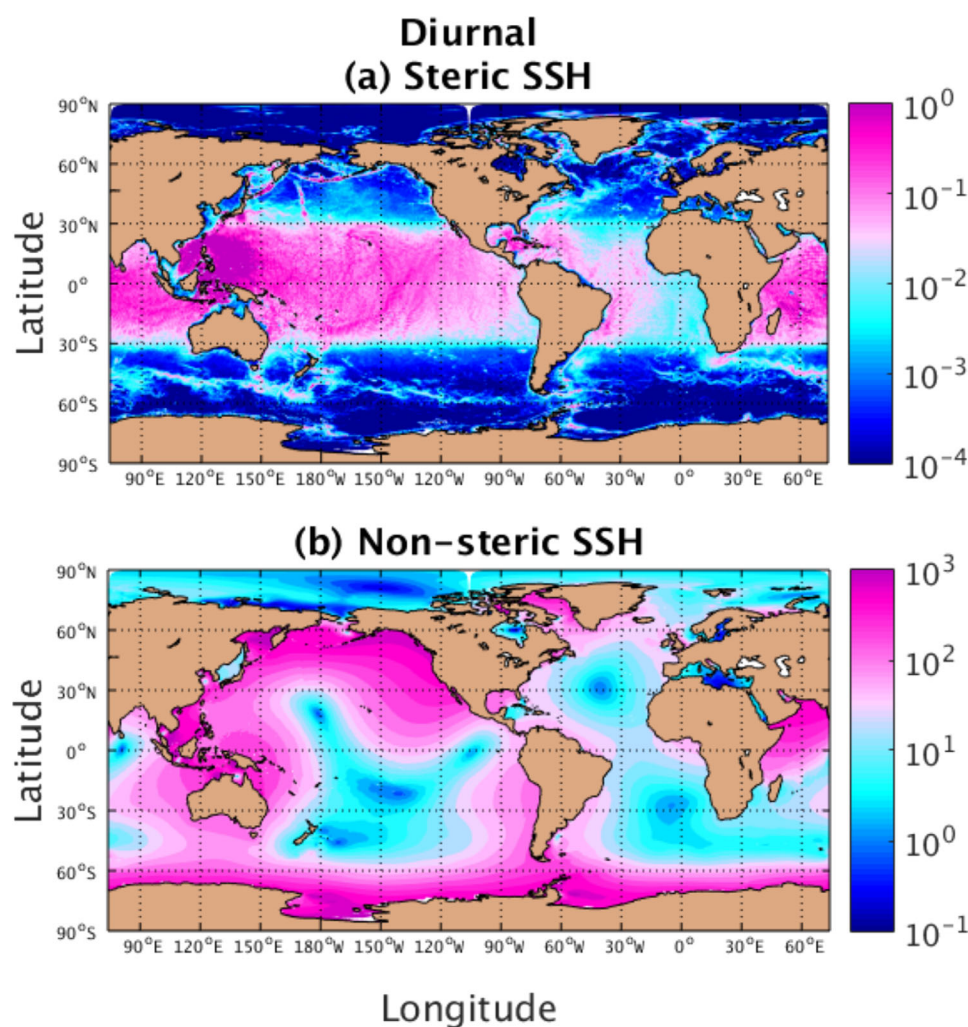 Diurnal
(a) Steric SSH
90°N
60°N
30°N
0°
30°S
60°S
90°S
Latitude
90°E 120°E 150°E 180°W 150°W 120°W 90°W 60°W 30°W 0° 30°E 60°E
10⁰
10⁻¹
10⁻²
10⁻³
10⁻⁴
(b) Non-steric SSH
90°N
60°N
30°N
0°
30°S
60°S
90°S
Latitude
90°E 120°E 150°E 180°W 150°W 120°W 90°W 60°W 30°W 0° 30°E 60°E
10³
10²
10¹
10⁰
10⁻¹
Longitude